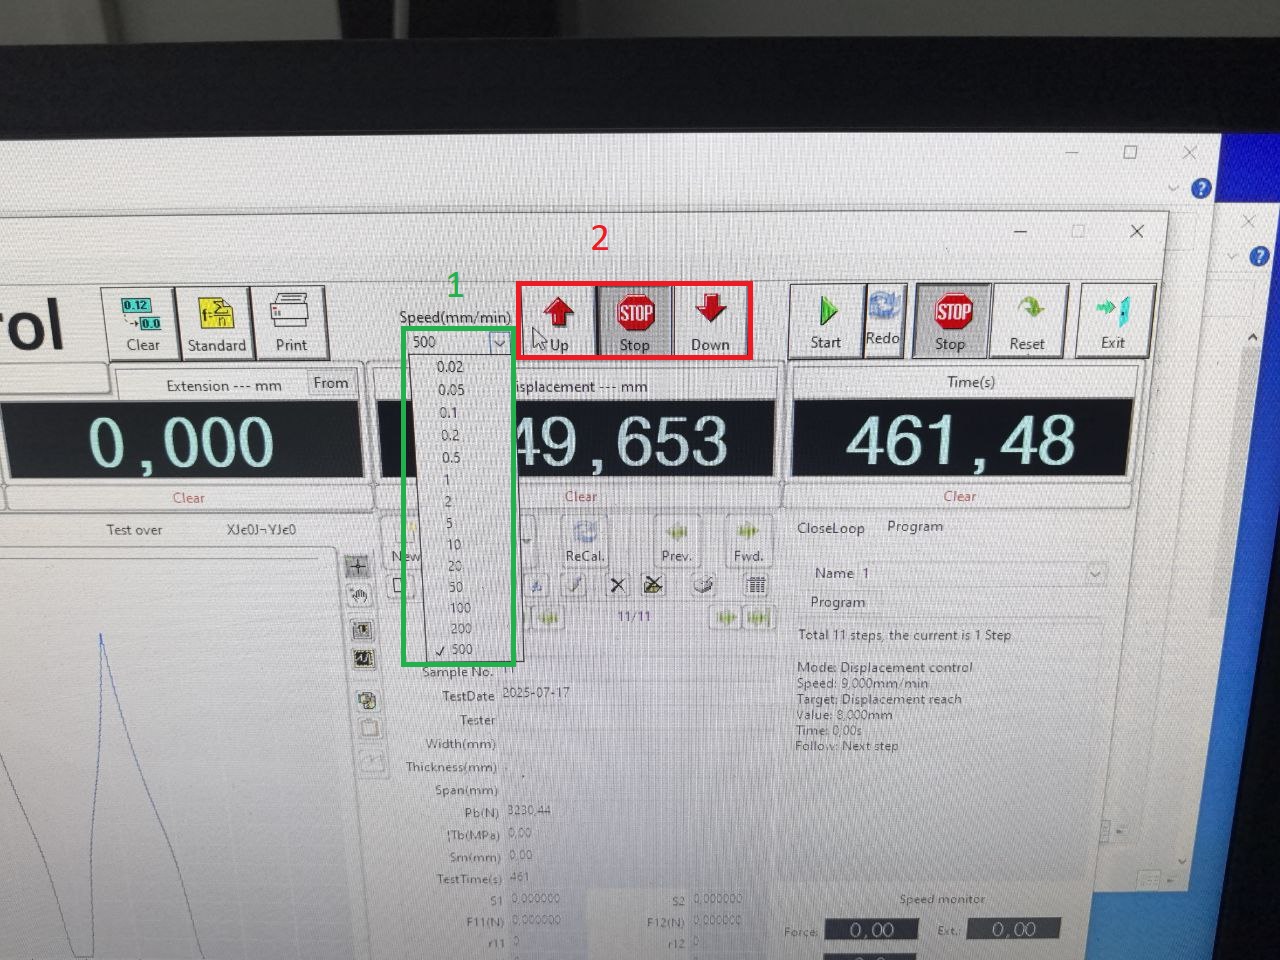 2
1
rol
0.12
→0.0
Clear
Standard
Print
Speed(mm/min)
500
0.02
0.05
0.1
0.2
0.5
1
2
5
10
20
50
100
200
✓ 500
Up
STOP
Stop
Down
Start
Redo
STOP
Stop
Reset
Exit
Extension --- mm
From
isplacement --- mm
Time(s)
0,000
49,653
461,48
Clear
Clear
Clear
Test over
New
ReCal.
Prev.
Fwd.
CloseLoop
Program
Name 1
Program
11/11
Total 11 steps, the current is 1 Step
Mode: Displacement control
Speed: 9,000mm/min
Target: Displacement reach
Value: 8,000mm
Time: 0,00s
Follow: Next step
Sample No.
TestDate 2025-07-17
Tester
Width(mm)
Thickness(mm)
Span(mm)
Pb(N) 8230,44
Tb(MPa) 0,00
Sm(mm) 0,00
TestTime(s) 461
S1 0,000000 S2 0,000000
F11(N) 0,000000 F12(N) 0,000000
r11 0 r12 0
Speed monitor
Force: 0,00 Ext.: 0,00